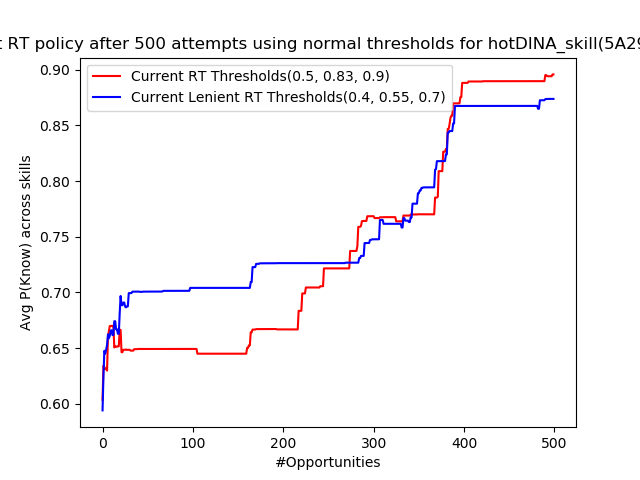 RT policy after 500 attempts using normal thresholds for hotDINA_skill(5A29
Current RT Thresholds(0.5, 0.83, 0.9)
Current Lenient RT Thresholds(0.4, 0.55, 0.7)
Avg P(Know) across skills
0.90
0.85
0.80
0.75
0.70
0.65
0.60
0
100
200
300
400
500
#Opportunities